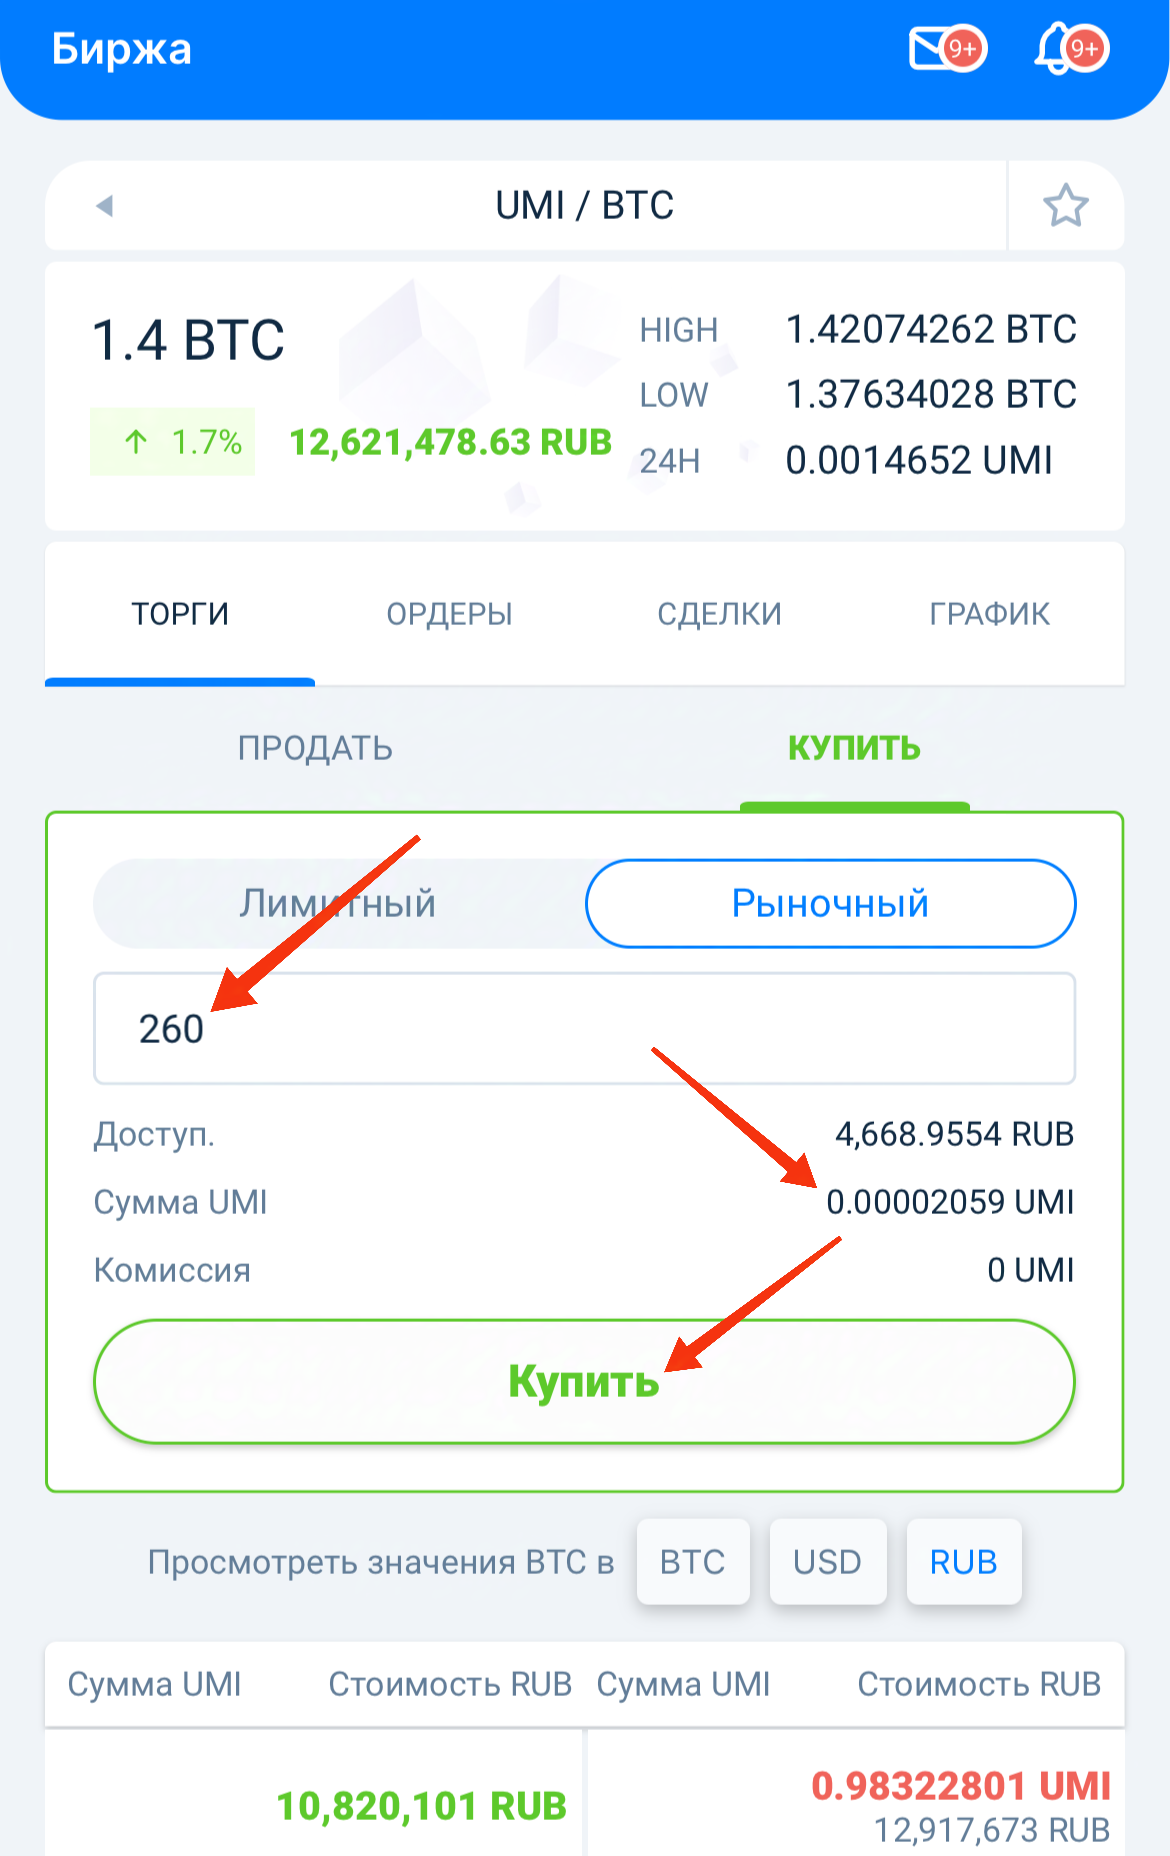 Биржа
9+
9+
UMI / BTC
1.4 BTC
↑ 1.7%
12,621,478.63 RUB
HIGH 1.42074262 BTC
LOW 1.37634028 BTC
24H 0.0014652 UMI
ТОРГИ ОРДЕРЫ СДЕЛКИ ГРАФИК
ПРОДАТЬ КУПИТЬ
Лимитный Рыночный
260
Доступ. 4,668.9554 RUB
Сумма UMI 0.00002059 UMI
Комиссия 0 UMI
Купить
Просмотреть значения BTC в BTC USD RUB
Сумма UMI Стоимость RUB Сумма UMI Стоимость RUB
10,820,101 RUB
0.98322801 UMI
12,917,673 RUB